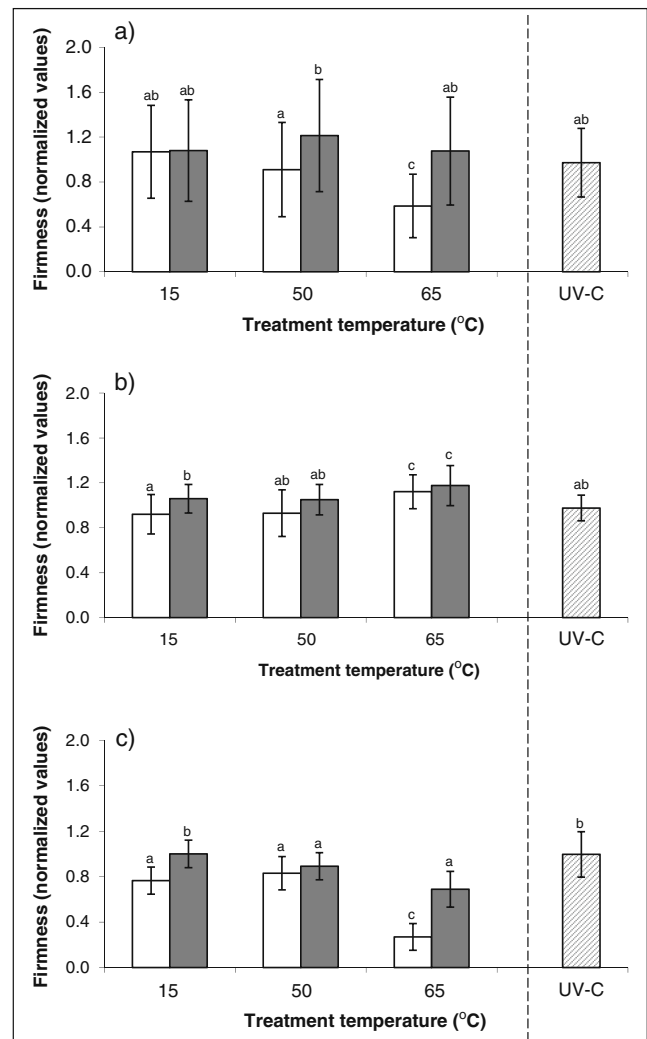 a)
Firmness (normalized values)
2.0
1.6
1.2
0.8
0.4
0.0
ab ab a b c ab ab
15 50 65 UV-C
Treatment temperature (°C)
b)
Firmness (normalized values)
2.0
1.6
1.2
0.8
0.4
0.0
a b ab ab c c ab
15 50 65 UV-C
Treatment temperature (°C)
c)
Firmness (normalized values)
2.0
1.6
1.2
0.8
0.4
0.0
a b a a c a b
15 50 65 UV-C
Treatment temperature (°C)